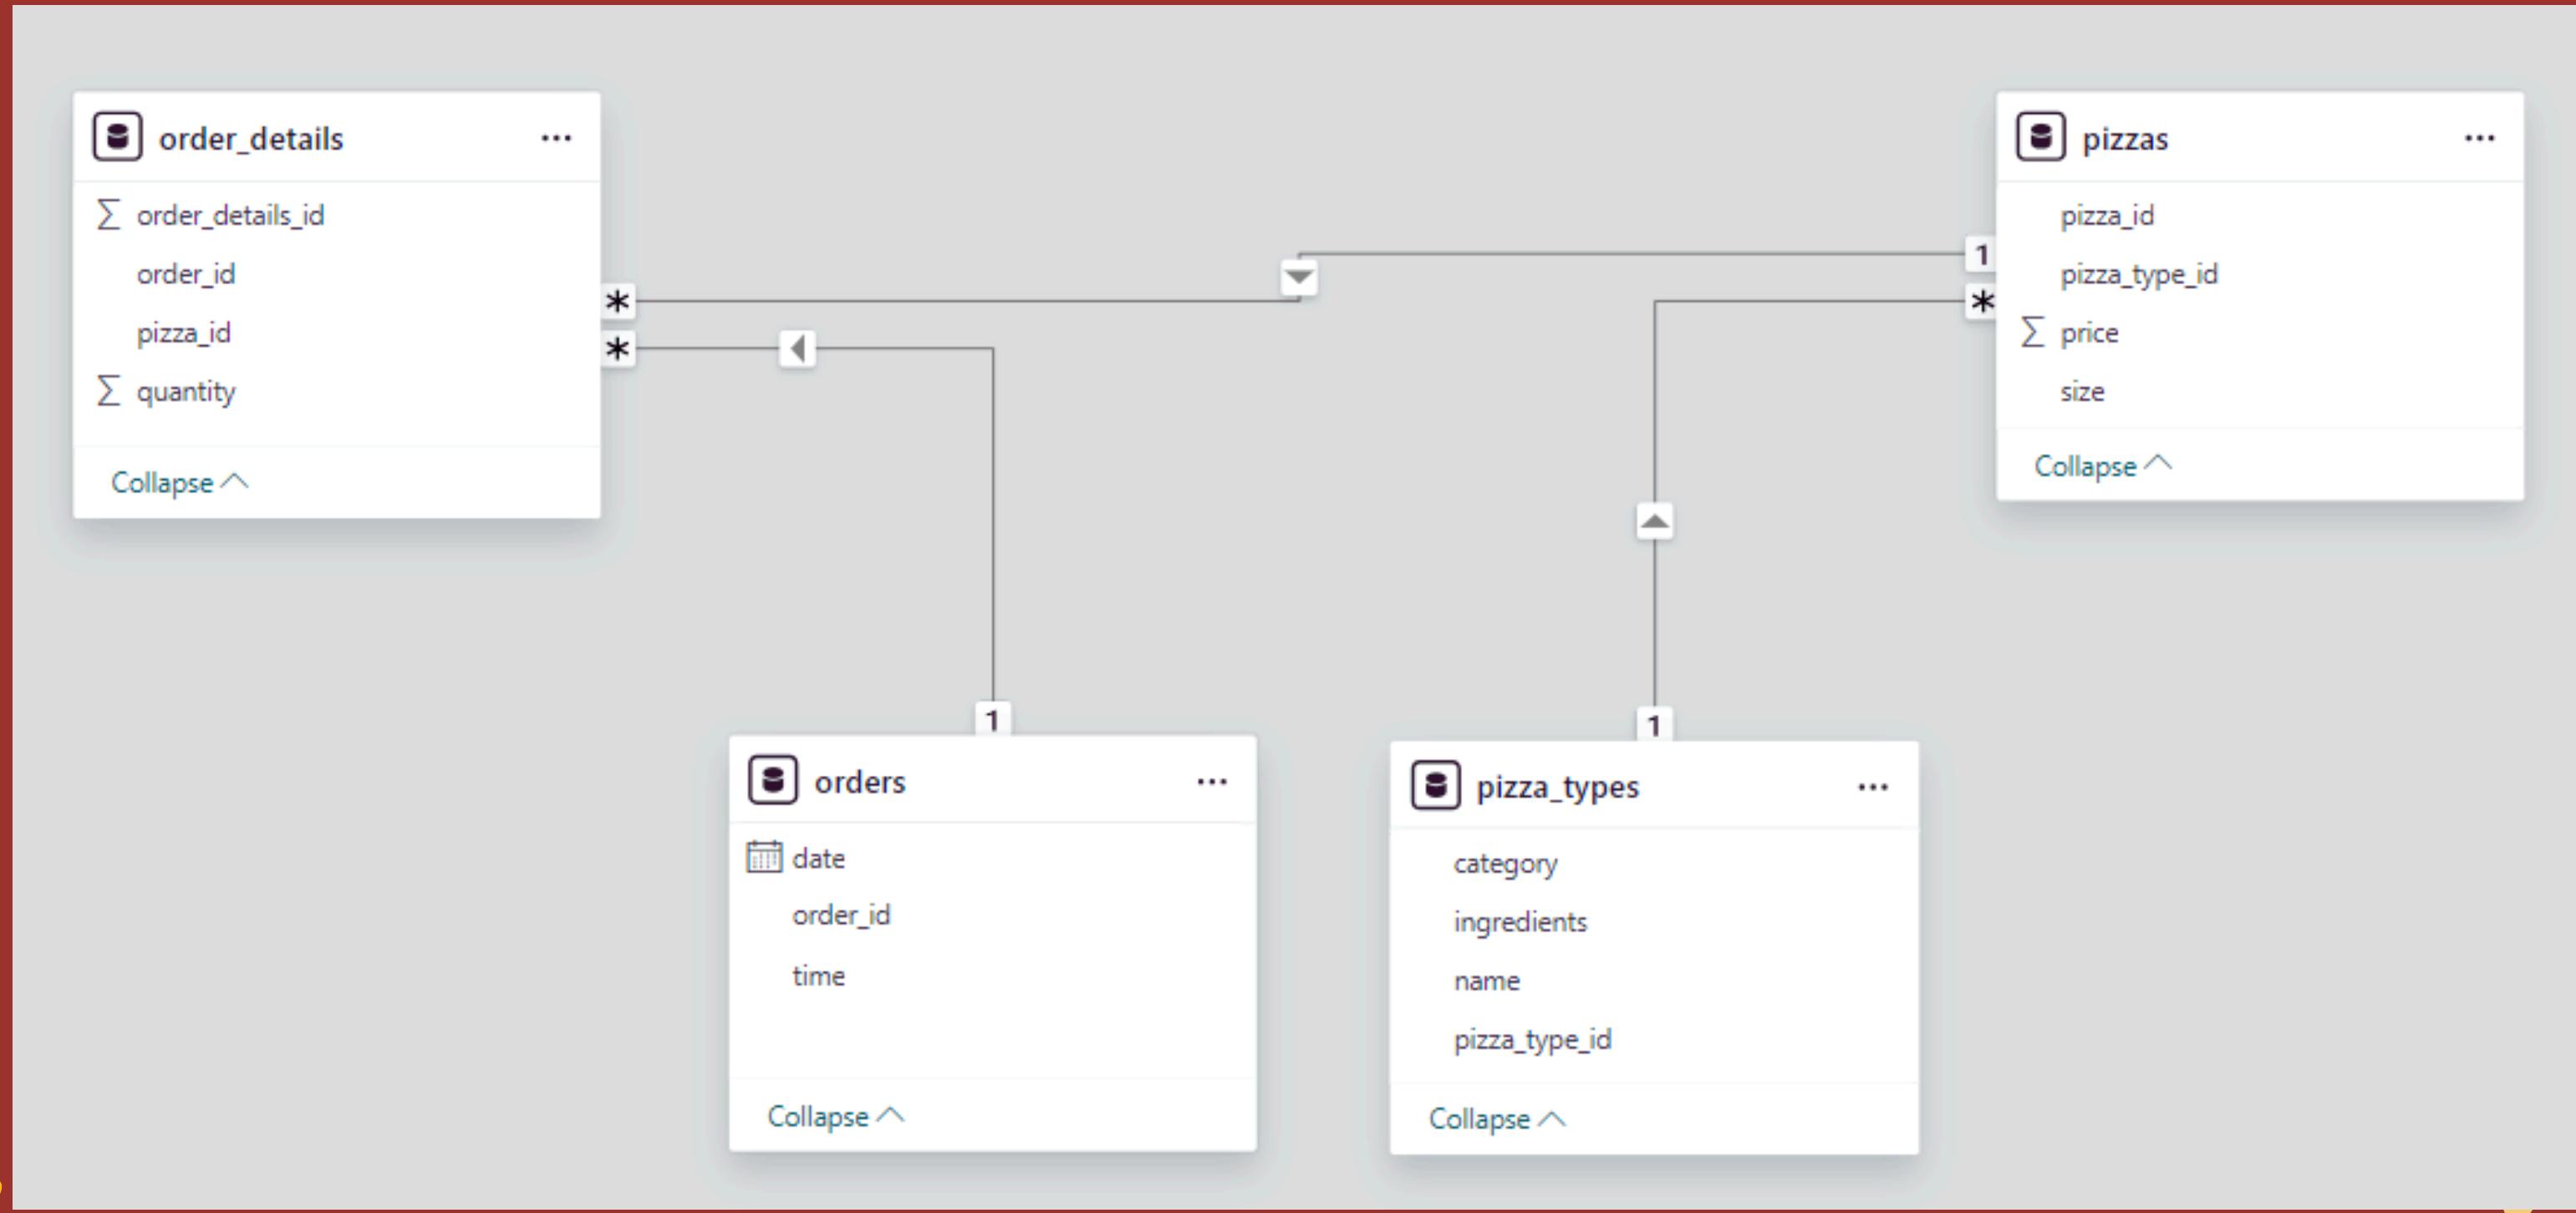 order_details
order_details_id
order_id
pizza_id
quantity
Collapse
pizzas
pizza_id
pizza_type_id
price
size
Collapse
1
*
*
*
1
1
orders
date
order_id
time
Collapse
pizza_types
category
ingredients
name
pizza_type_id
Collapse